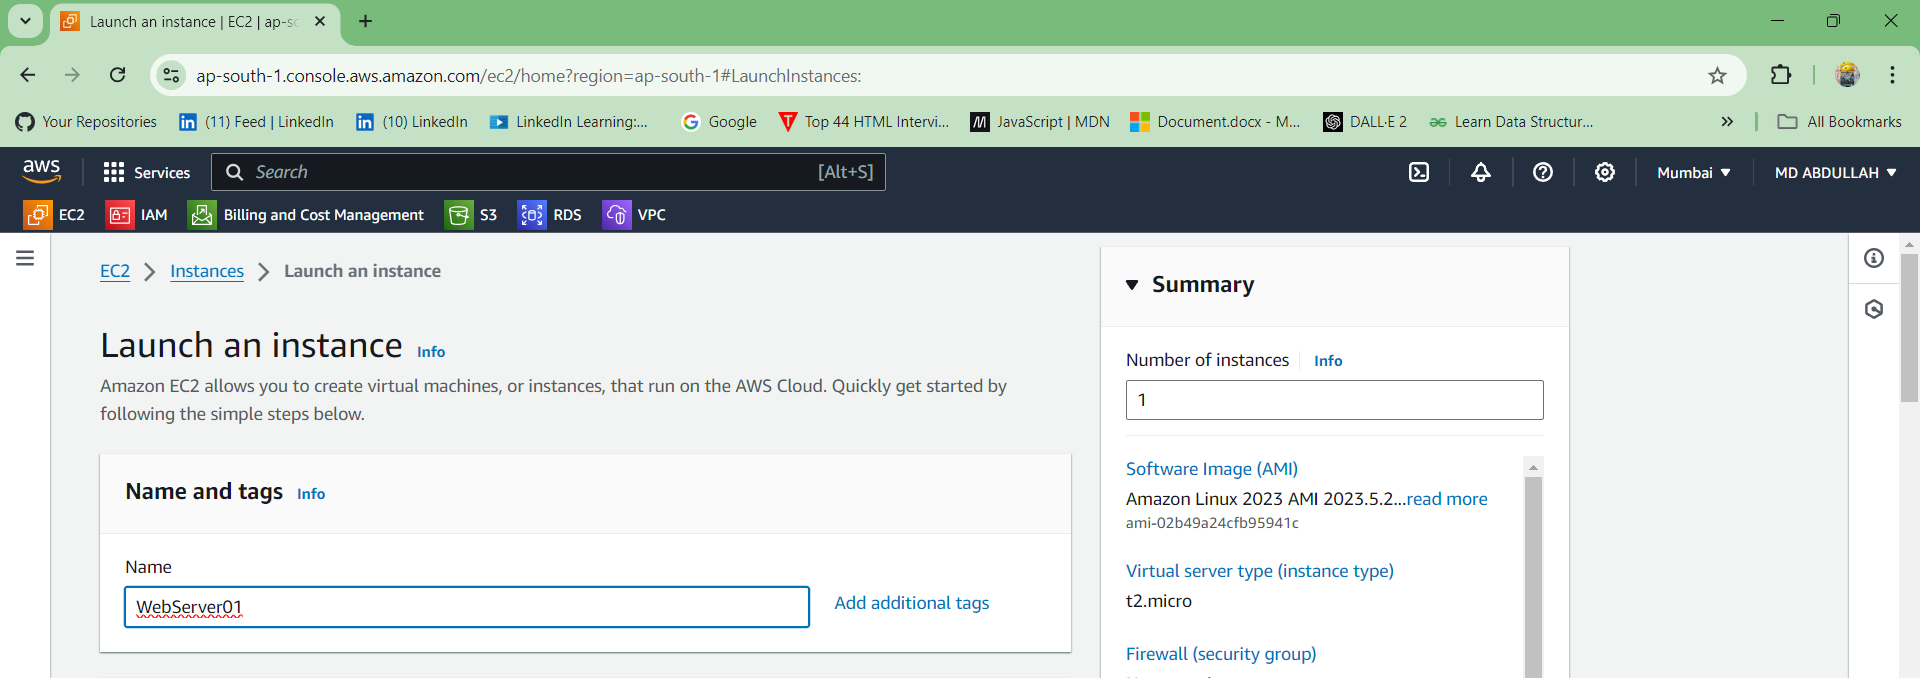 Launch an instance | EC2 | ap-sc
ap-south-1.console.aws.amazon.com/ec2/home?region=ap-south-1#LaunchInstances:
Your Repositories
(11) Feed | LinkedIn
(10) LinkedIn
LinkedIn Learning:...
Google
Top 44 HTML Intervi...
JavaScript | MDN
Document.docx - M...
DALL·E 2
Learn Data Structur...
All Bookmarks
aws
Services
Search
[Alt+S]
Mumbai
MD ABDULLAH
EC2
IAM
Billing and Cost Management
S3
RDS
VPC
EC2 > Instances > Launch an instance
Launch an instance Info
Amazon EC2 allows you to create virtual machines, or instances, that run on the AWS Cloud. Quickly get started by
following the simple steps below.
Name and tags Info
Name
WebServer01
Add additional tags
Summary
Number of instances Info
1
Software Image (AMI)
Amazon Linux 2023 AMI 2023.5.2...read more
ami-02b49a24cfb95941c
Virtual server type (instance type)
t2.micro
Firewall (security group)